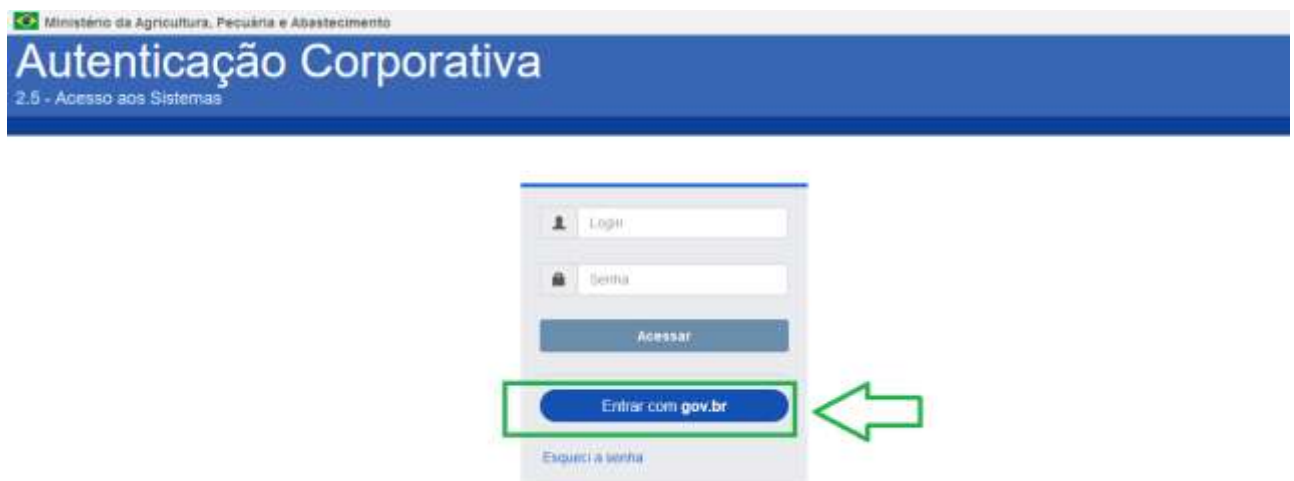 Ministério da Agricultura, Pecuária e Abastecimento
Autenticação Corporativa
2.5 - Acesso aos Sistemas
Login
Senha
Acessar
Entrar com gov.br
Esqueci a senha